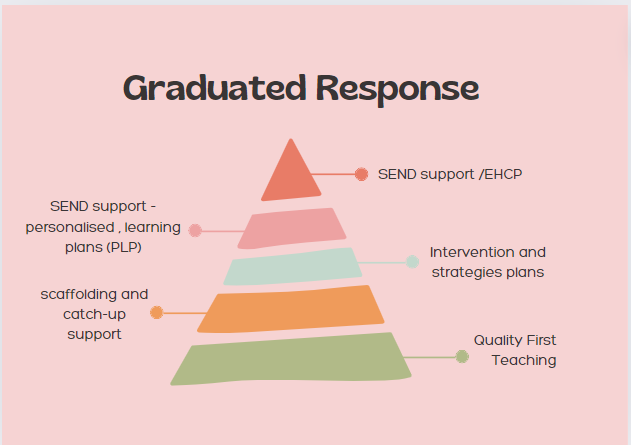 Graduated Response
SEND support /EHCP
SEND support -
personalised , learning
plans (PLP)
Intervention and
strategies plans
scaffolding and
catch-up
support
Quality First
Teaching